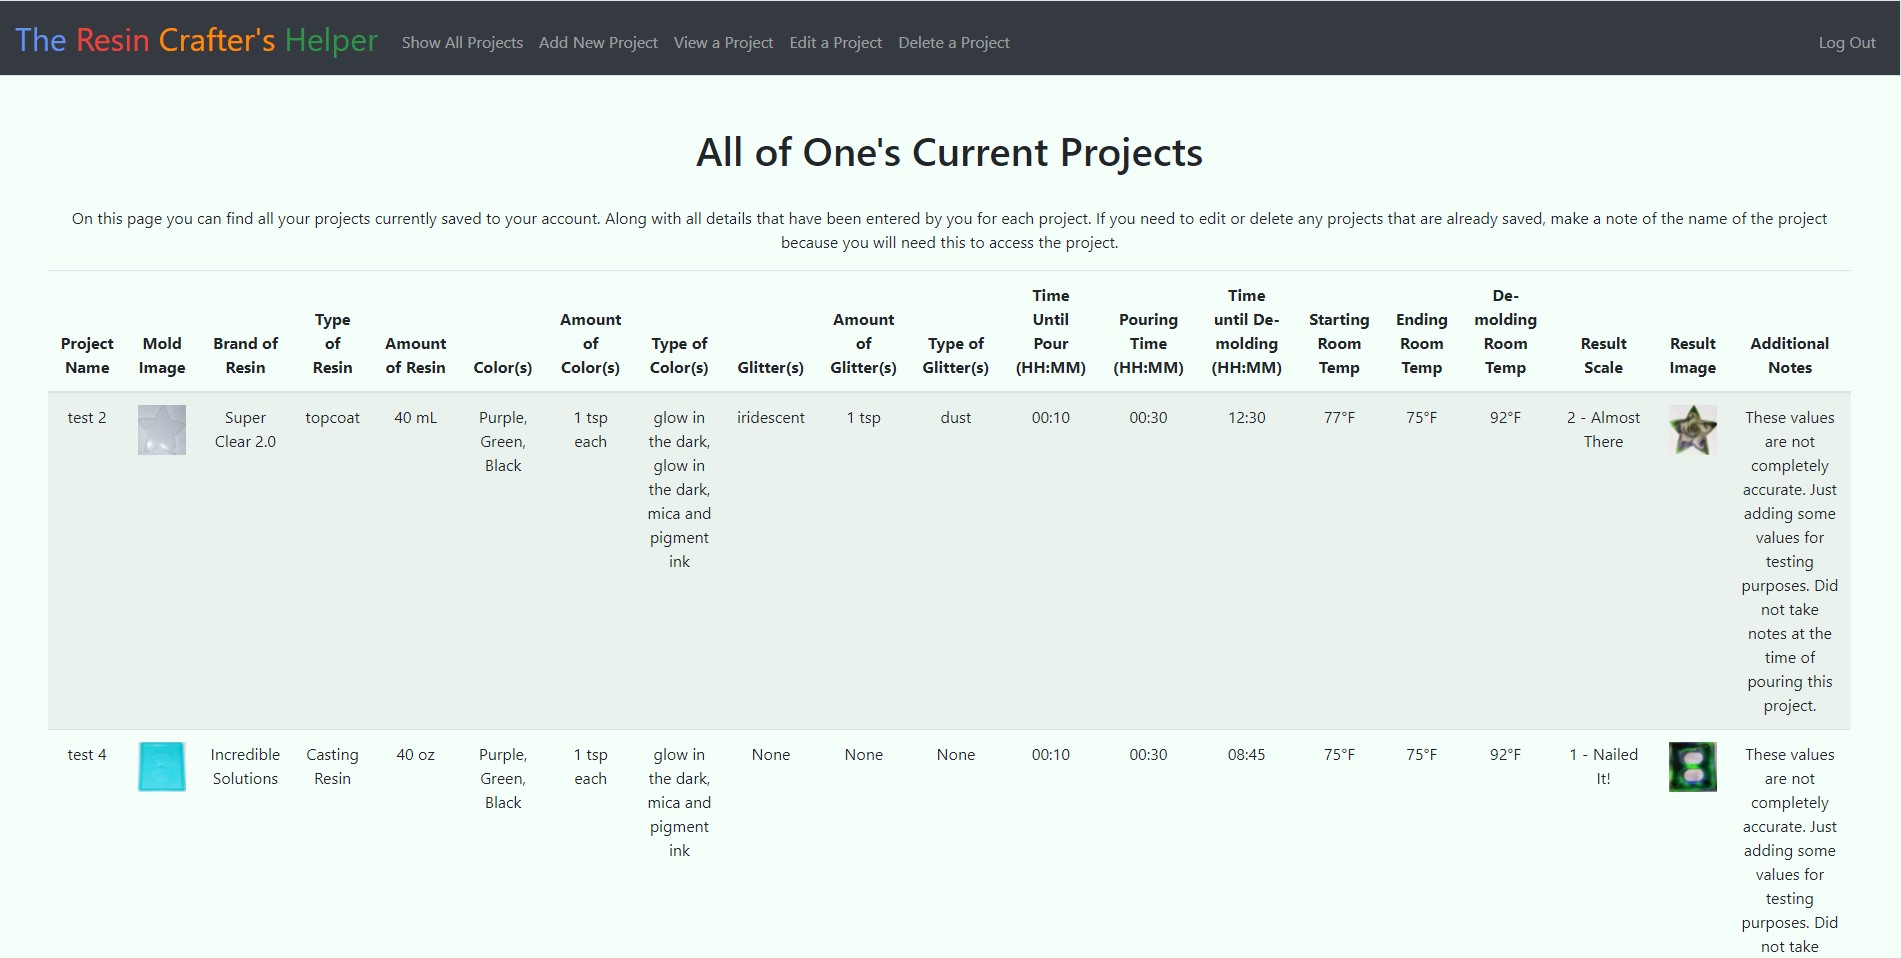 The Resin Crafter's Helper Show All Projects Add New Project View a Project Edit a Project Delete a Project Log Out
All of One's Current Projects
On this page you can find all your projects currently saved to your account. Along with all details that have been entered by you for each project. If you need to edit or delete any projects that are already saved, make a note of the name of the project
because you will need this to access the project.
Project
Name
Mold
Image
Brand of
Resin
Type
of
Resin
Amount
of Resin
Color(s)
Amount
of
Color(s)
Type of
Color(s)
Glitter(s)
Amount
of
Glitter(s)
Type of
Glitter(s)
Time
Until
Pour
(HH:MM)
Pouring
Time
(HH:MM)
Time
until De-
molding
(HH:MM)
Starting
Room
Temp
Ending
Room
Temp
De-
molding
Room
Temp
Result
Scale
Result
Image
Additional
Notes
test 2
Super
Clear 2.0
topcoat
40 mL
Purple,
Green,
Black
1 tsp
each
glow in
the dark,
glow in
the dark,
mica and
pigment
ink
iridescent
1 tsp
dust
00:10
00:30
12:30
77°F
75°F
92°F
2 - Almost
There
These values
are not
completely
accurate. Just
adding some
values for
testing
purposes. Did
not take
notes at the
time of
pouring this
project.
test 4
Incredible
Solutions
Casting
Resin
40 oz
Purple,
Green,
Black
1 tsp
each
glow in
the dark,
mica and
pigment
ink
None
None
None
00:10
00:30
08:45
75°F
75°F
92°F
1 - Nailed
It!
These values
are not
completely
accurate. Just
adding some
values for
testing
purposes. Did
not take